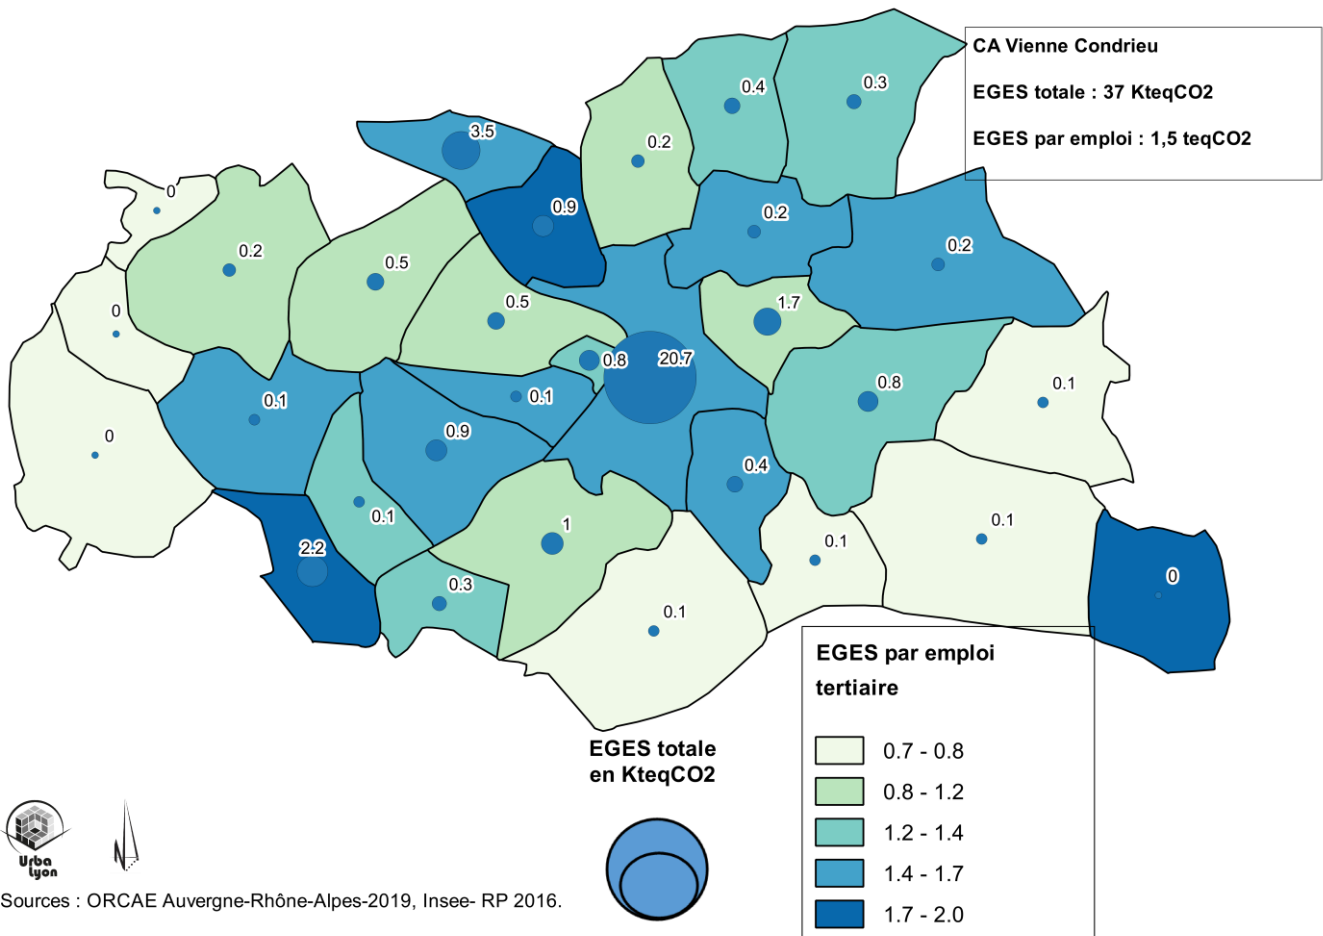 CA Vienne Condrieu
EGES totale : 37 KteqCO2
EGES par emploi : 1,5 teqCO2
0.4
0.3
3.5
0.2
0
0.9
0.2
0.2
0.2
0.5
0.5
1.7
0
0.8
20.7
0.1
0.8
0.1
0.1
0.9
0
0.4
0.1
1
0.1
0.1
2.2
0.3
0
0.1
EGES par emploi
tertiaire
0.7 - 0.8
0.8 - 1.2
1.2 - 1.4
1.4 - 1.7
1.7 - 2.0
EGES totale
en KteqCO2
Urba
Lyon
N
Sources : ORCAE Auvergne-Rhône-Alpes-2019, Insee- RP 2016.